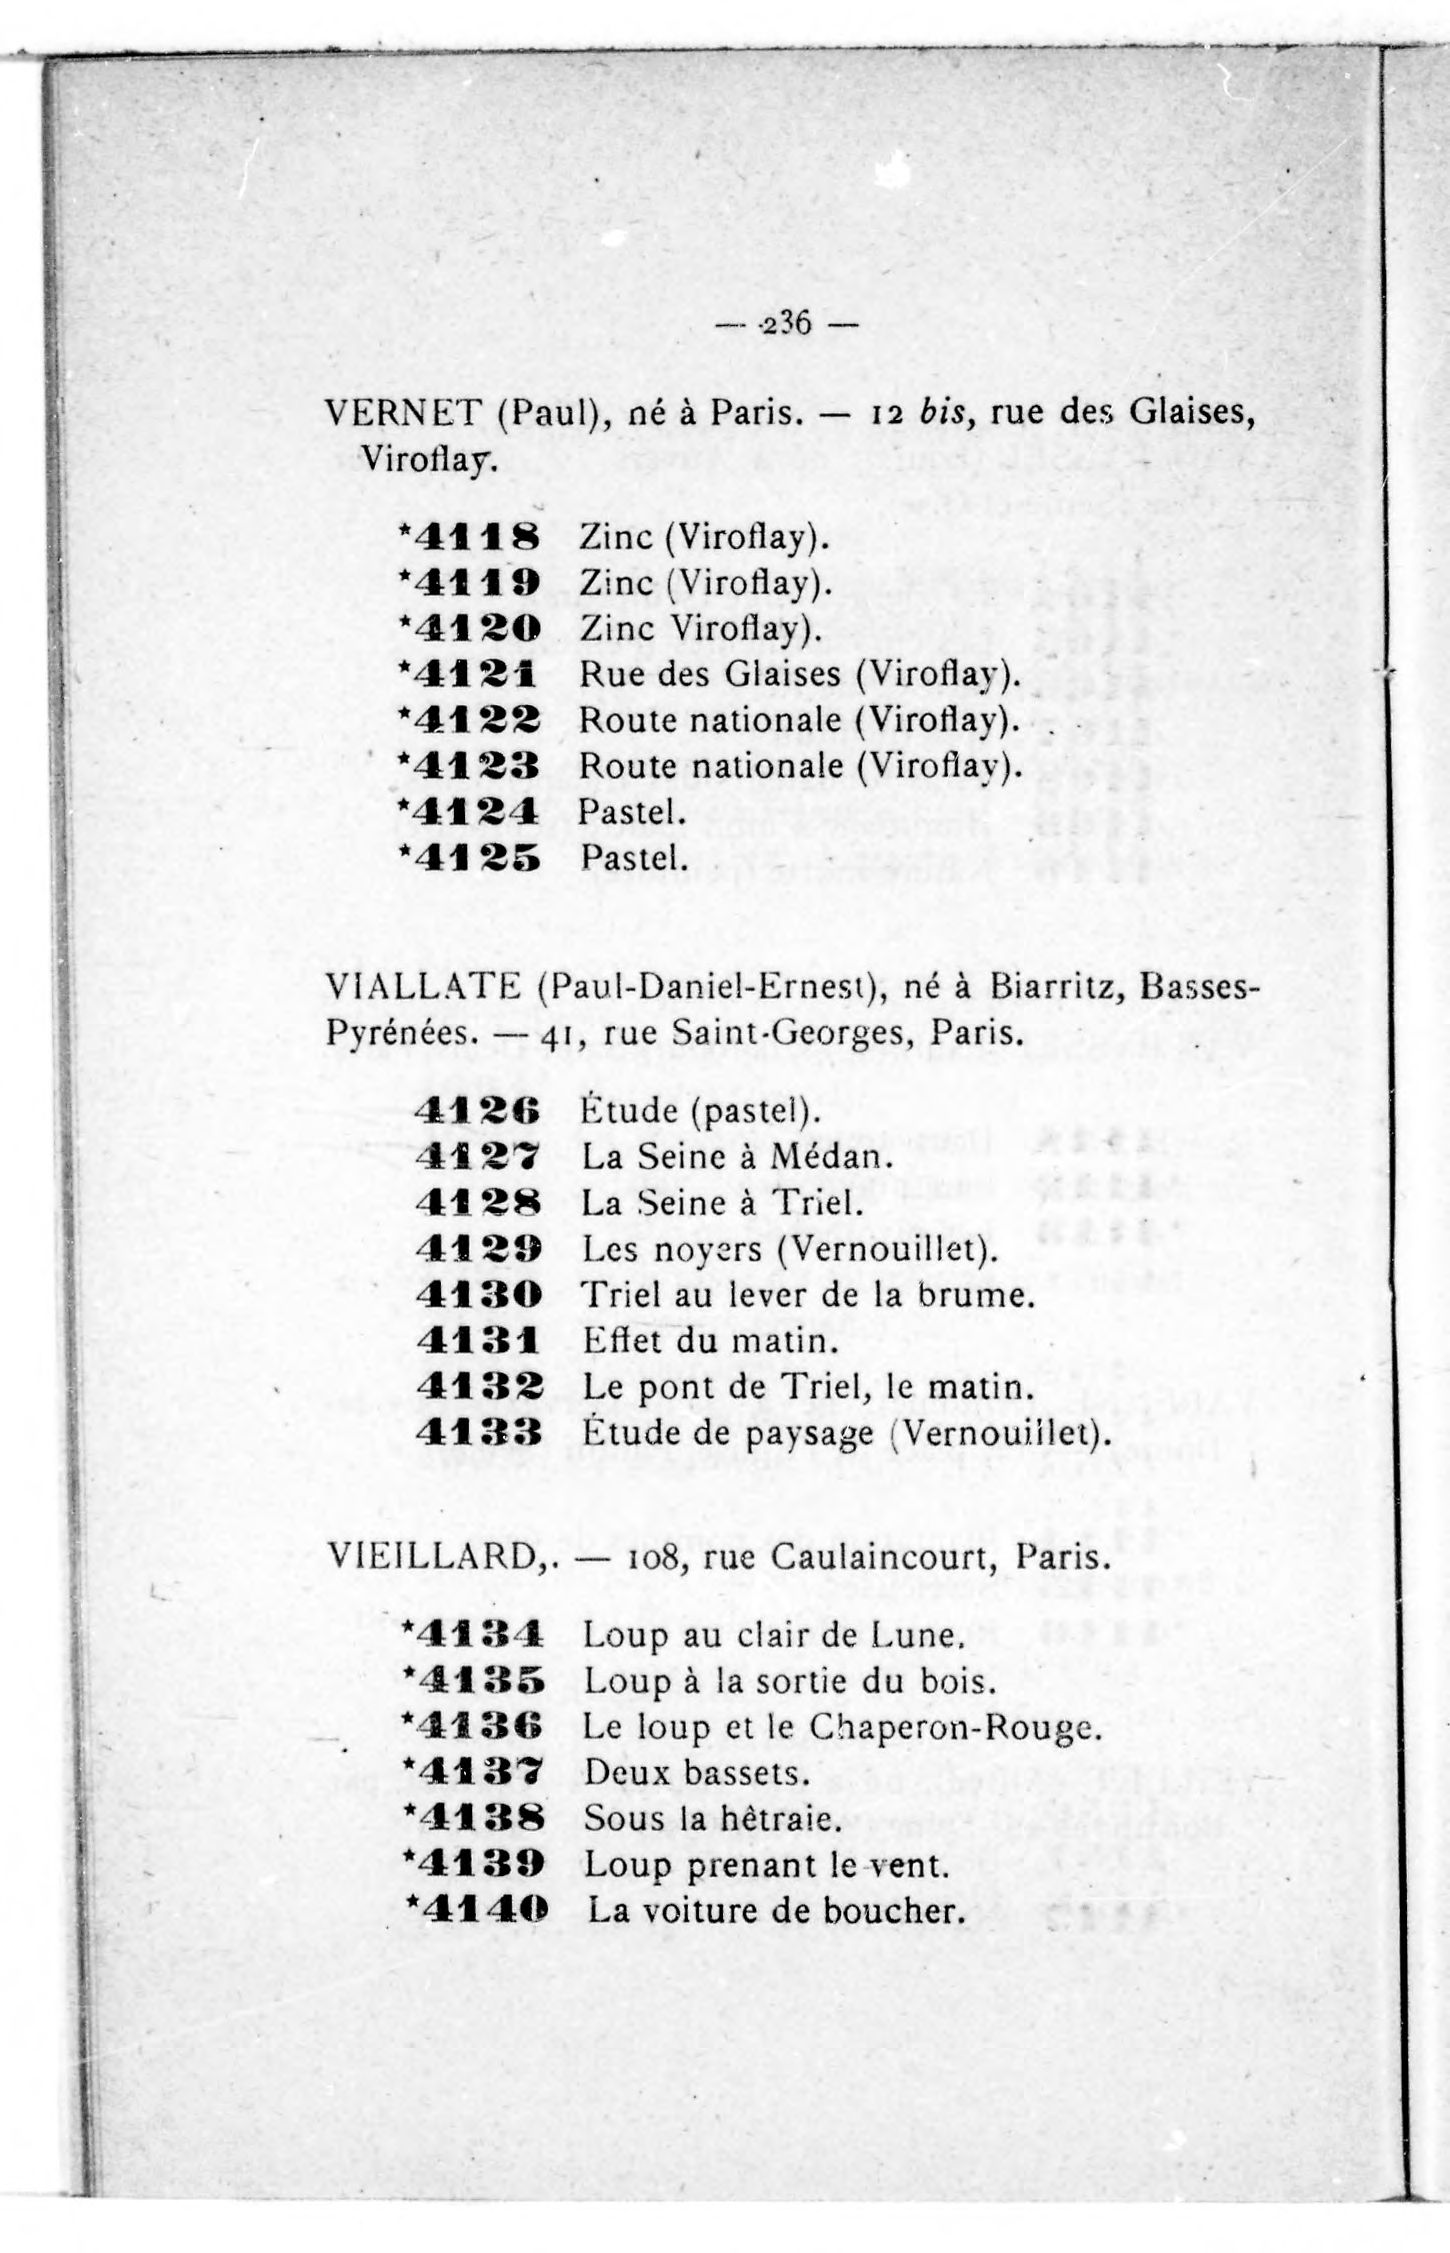 — 236 —
VERNET (Paul), né à Paris. — 12 bis, rue des Glaises,
Viroflay.
*4118 Zinc (Viroflay).
*4119 Zinc (Viroflay).
*4120 Zinc Viroflay).
*4121 Rue des Glaises (Viroflay).
*4122 Route nationale (Viroflay).
*4123 Route nationale (Viroflay).
*4124 Pastel.
*4125 Pastel.
VIALLATE (Paul-Daniel-Ernest), né à Biarritz, Basses-
Pyrénées. — 41, rue Saint-Georges, Paris.
4126 Étude (pastel).
4127 La Seine à Médan.
4128 La Seine à Triel.
4129 Les noyers (Vernouillet).
4130 Triel au lever de la brume.
4131 Effet du matin.
4132 Le pont de Triel, le matin.
4133 Étude de paysage (Vernouillet).
VIEILLARD,. — 108, rue Caulaincourt, Paris.
*4134 Loup au clair de Lune.
*4135 Loup à la sortie du bois.
*4136 Le loup et le Chaperon-Rouge.
*4137 Deux bassets.
*4138 Sous la hêtraie.
*4139 Loup prenant le vent.
*4140 La voiture de boucher.